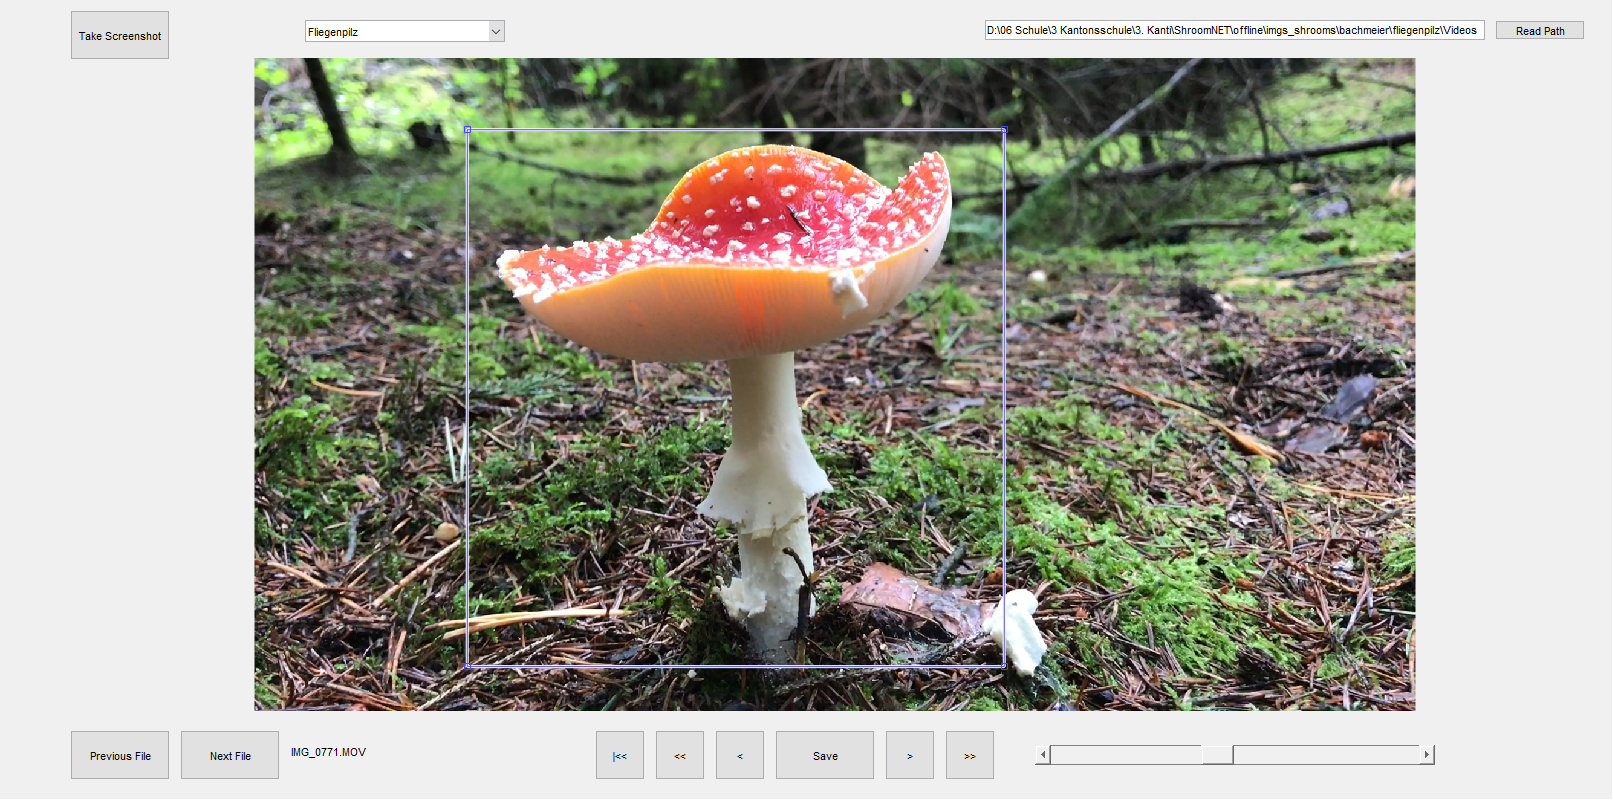 Take Screenshot
Fliegenpilz
D:\06 Schule\3 Kantonsschule\3. Kanti\ShroomNET\offline\imgs_shrooms\bachmeier\fliegenpilz\Videos
Read Path
Previous File
Next File
IMG_0771.MOV
|<<
<<
<
Save
>
>>